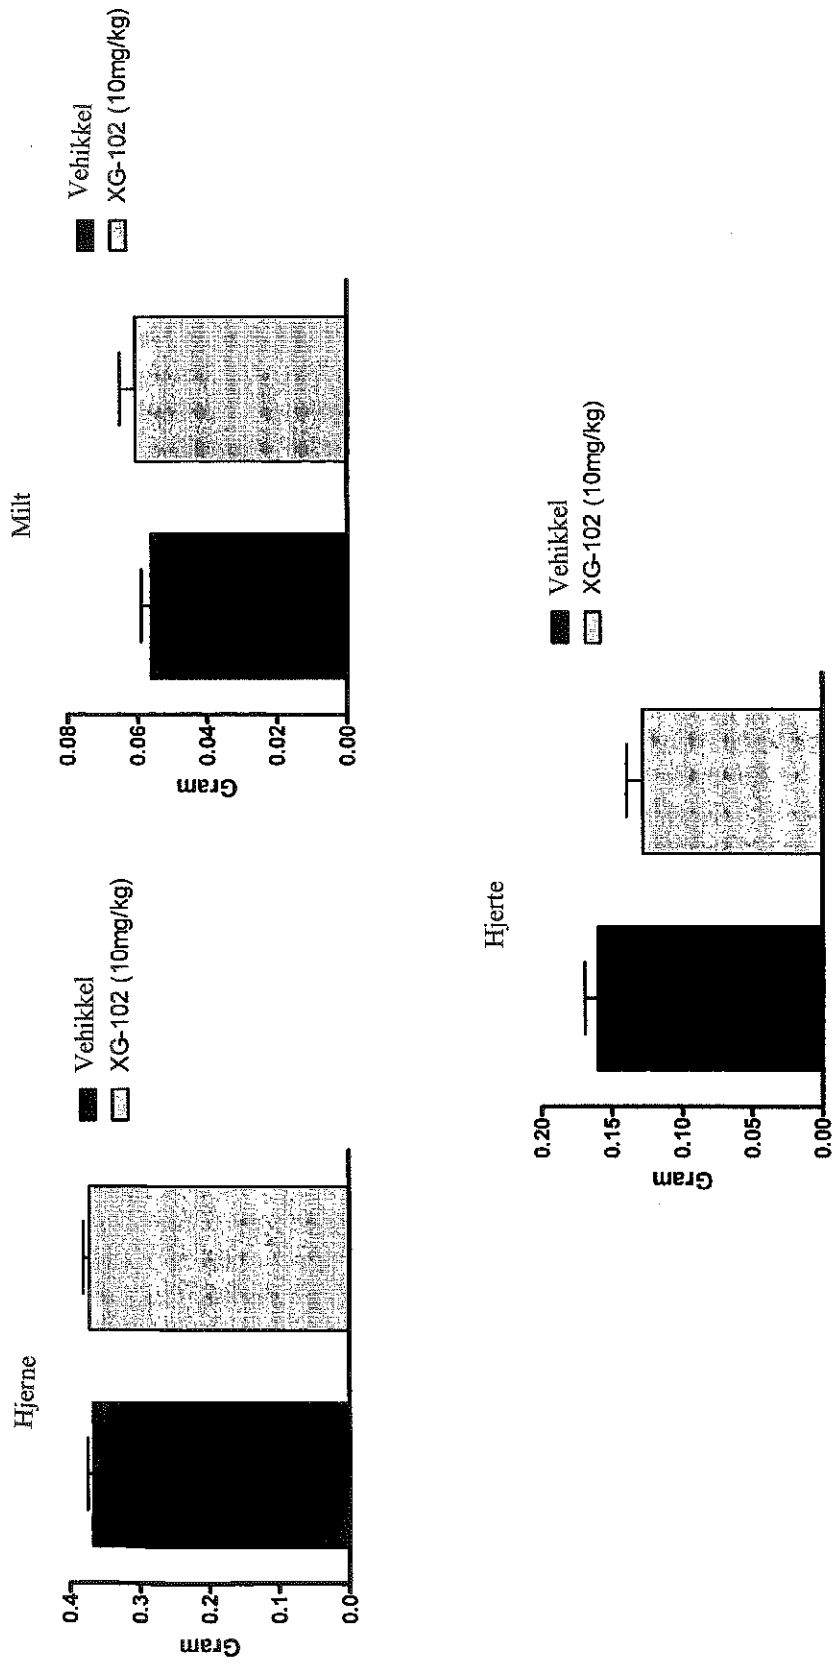 Hjerne
Vehikkel
XG-102 (10mg/kg)
Gram
0.4
0.3
0.2
0.1
0.0
Milt
Vehikkel
XG-102 (10mg/kg)
Gram
0.08
0.06
0.04
0.02
0.00
Hjerte
Vehikkel
XG-102 (10mg/kg)
Gram
0.20
0.15
0.10
0.05
0.00